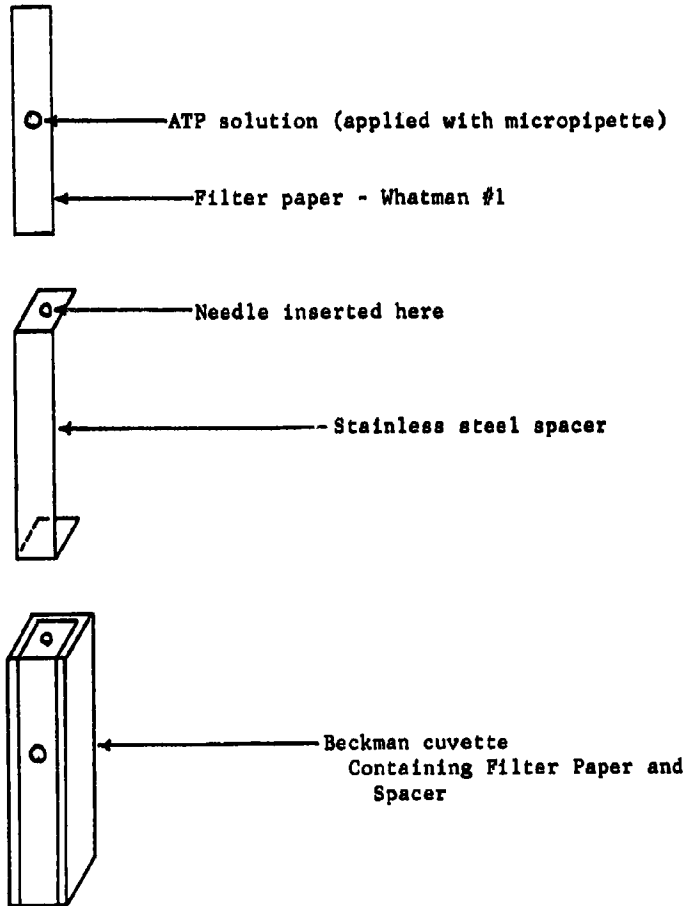 ATP solution (applied with micropipette)
Filter paper - Whatman #1
Needle inserted here
Stainless steel spacer
Beckman cuvette
Containing Filter Paper and
Spacer